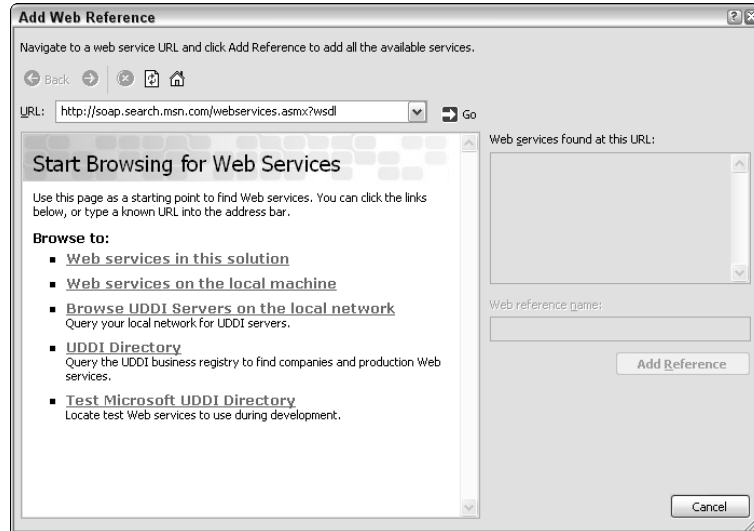 Add Web Reference
Navigate to a web service URL and click Add Reference to add all the available services.
Back
URL: http://soap.search.msn.com/webservices.asmx?wsdl Go
Start Browsing for Web Services
Use this page as a starting point to find Web services. You can click the links
below, or type a known URL into the address bar.
Browse to:
Web services in this solution
Web services on the local machine
Browse UDDI Servers on the local network
Query your local network for UDDI servers.
UDDI Directory
Query the UDDI business registry to find companies and production Web
services.
Test Microsoft UDDI Directory
Locate test Web services to use during development.
Web services found at this URL:
Web reference name:
Add Reference
Cancel